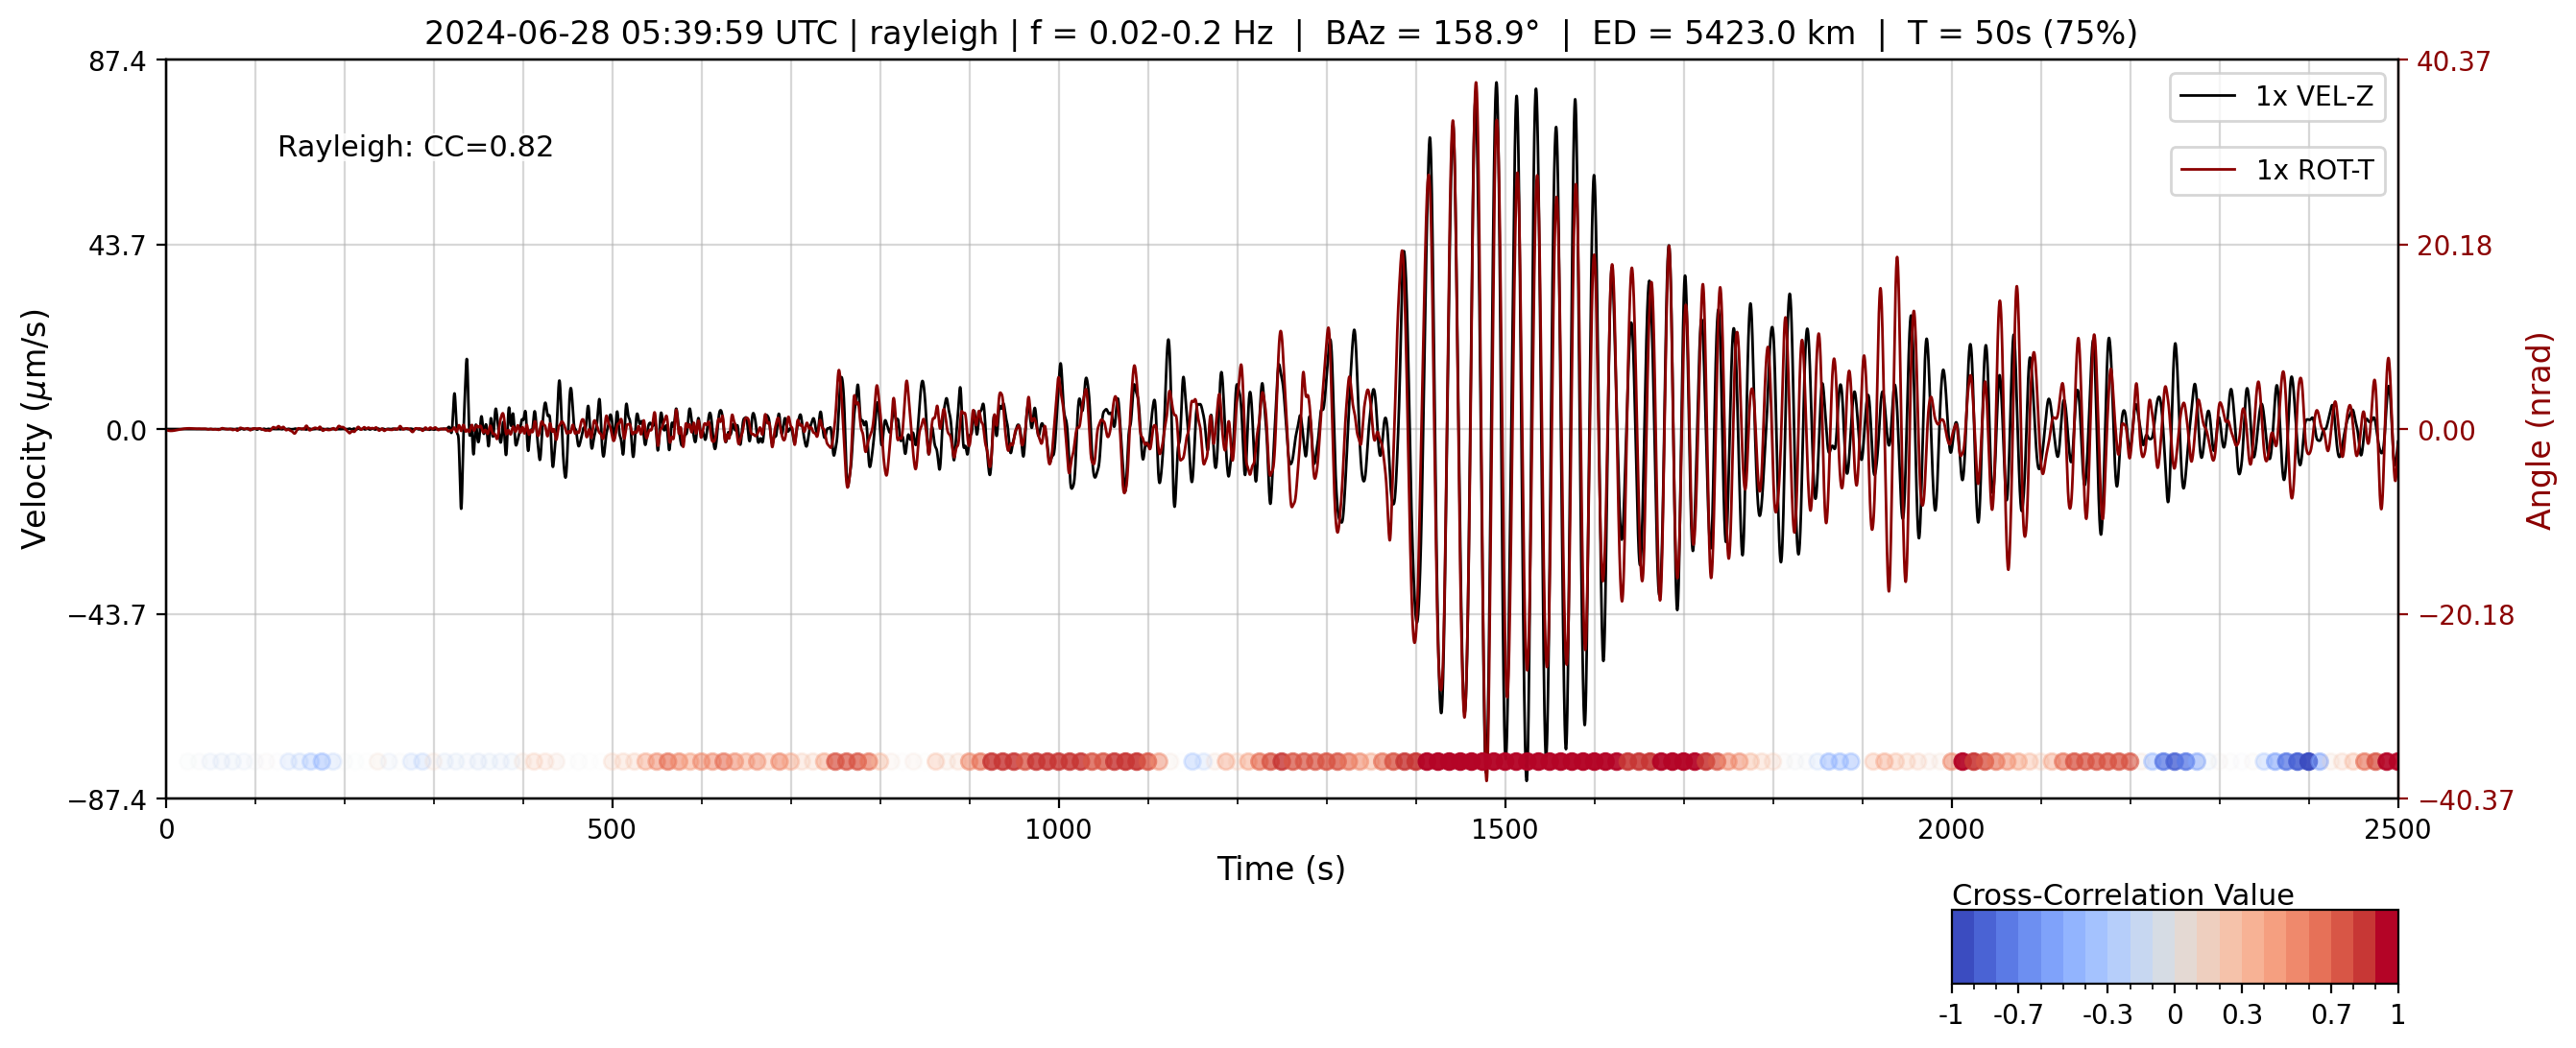 2024-06-28 05:39:59 UTC | rayleigh | f = 0.02-0.2 Hz | BAz = 158.9° | ED = 5423.0 km | T = 50s (75%)
87.4
43.7
0.0
−43.7
−87.4
Velocity (μm/s)
Rayleigh: CC=0.82
1x VEL-Z
1x ROT-T
40.37
20.18
0.00
−20.18
−40.37
Angle (nrad)
0 500 1000 1500 2000 2500
Time (s)
Cross-Correlation Value
-1 -0.7 -0.3 0 0.3 0.7 1